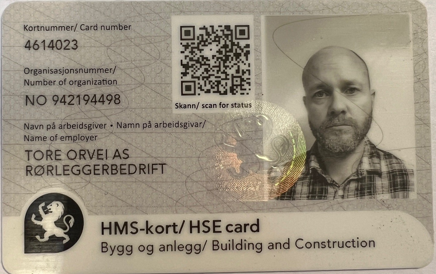 Kortnummer/ Card number
4614023
Organisasjonsnummer/
Number of organization
NO 942194498
Navn på arbeidsgiver • Namn på arbeidsgivar/
Name of employer
TORE ORVEI AS
RØRLEGGERBEDRIFT
Skann/ scan for status
HMS-kort/ HSE card
Bygg og anlegg/ Building and Construction